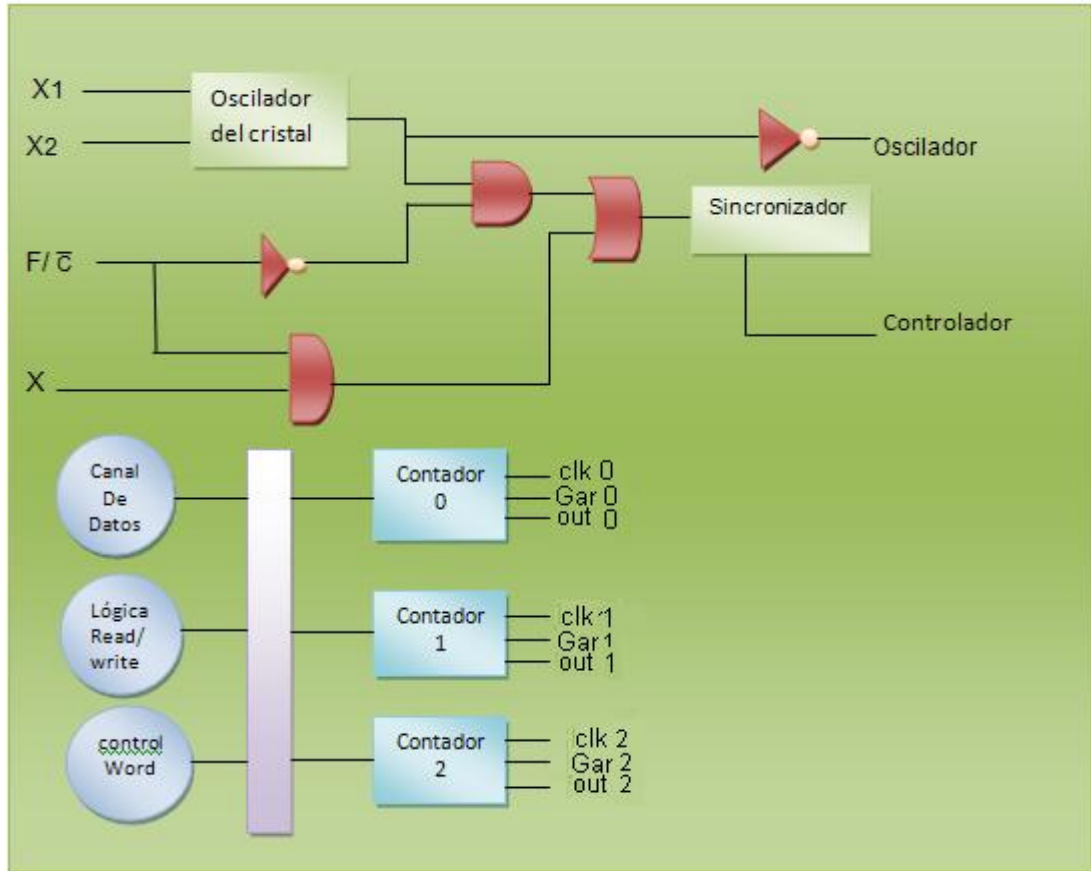 X1
X2
Oscilador
del cristal
Oscilador
Sincronizador
F/ C̅
Controlador
X
Canal
De
Datos
Contador
0
clk 0
Gar 0
out 0
Lógica
Read/
write
Contador
1
clk 1
Gar 1
out 1
control
Word
Contador
2
clk 2
Gar 2
out 2